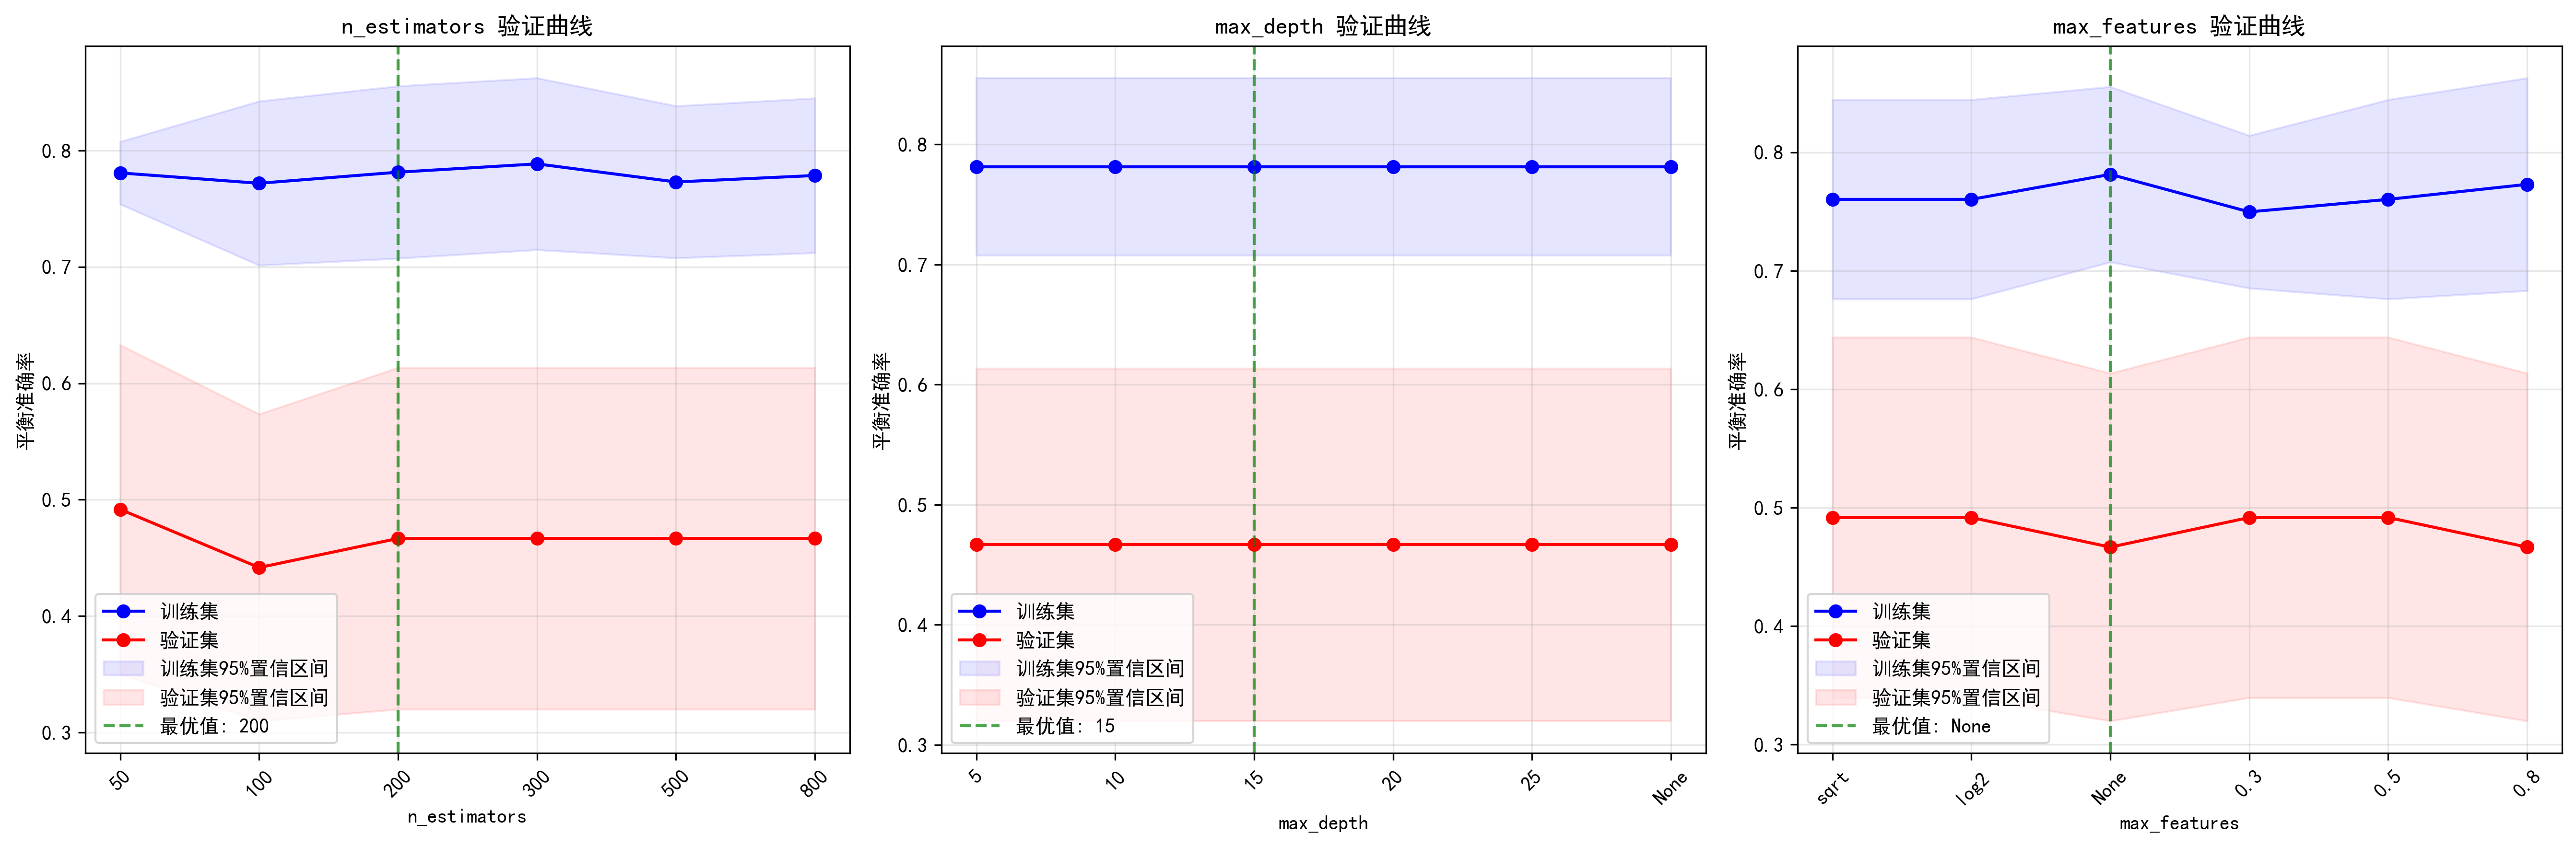 n_estimators 验证曲线
平衡准确率
0.8
0.7
0.6
0.5
0.4
0.3
训练集
验证集
训练集95%置信区间
验证集95%置信区间
最优值: 200
50
100
200
300
500
800
n_estimators
max_depth 验证曲线
平衡准确率
0.8
0.7
0.6
0.5
0.4
0.3
训练集
验证集
训练集95%置信区间
验证集95%置信区间
最优值: 15
5
10
15
20
25
None
max_depth
max_features 验证曲线
平衡准确率
0.8
0.7
0.6
0.5
0.4
0.3
训练集
验证集
训练集95%置信区间
验证集95%置信区间
最优值: None
sqrt
log2
None
0.3
0.5
0.8
max_features